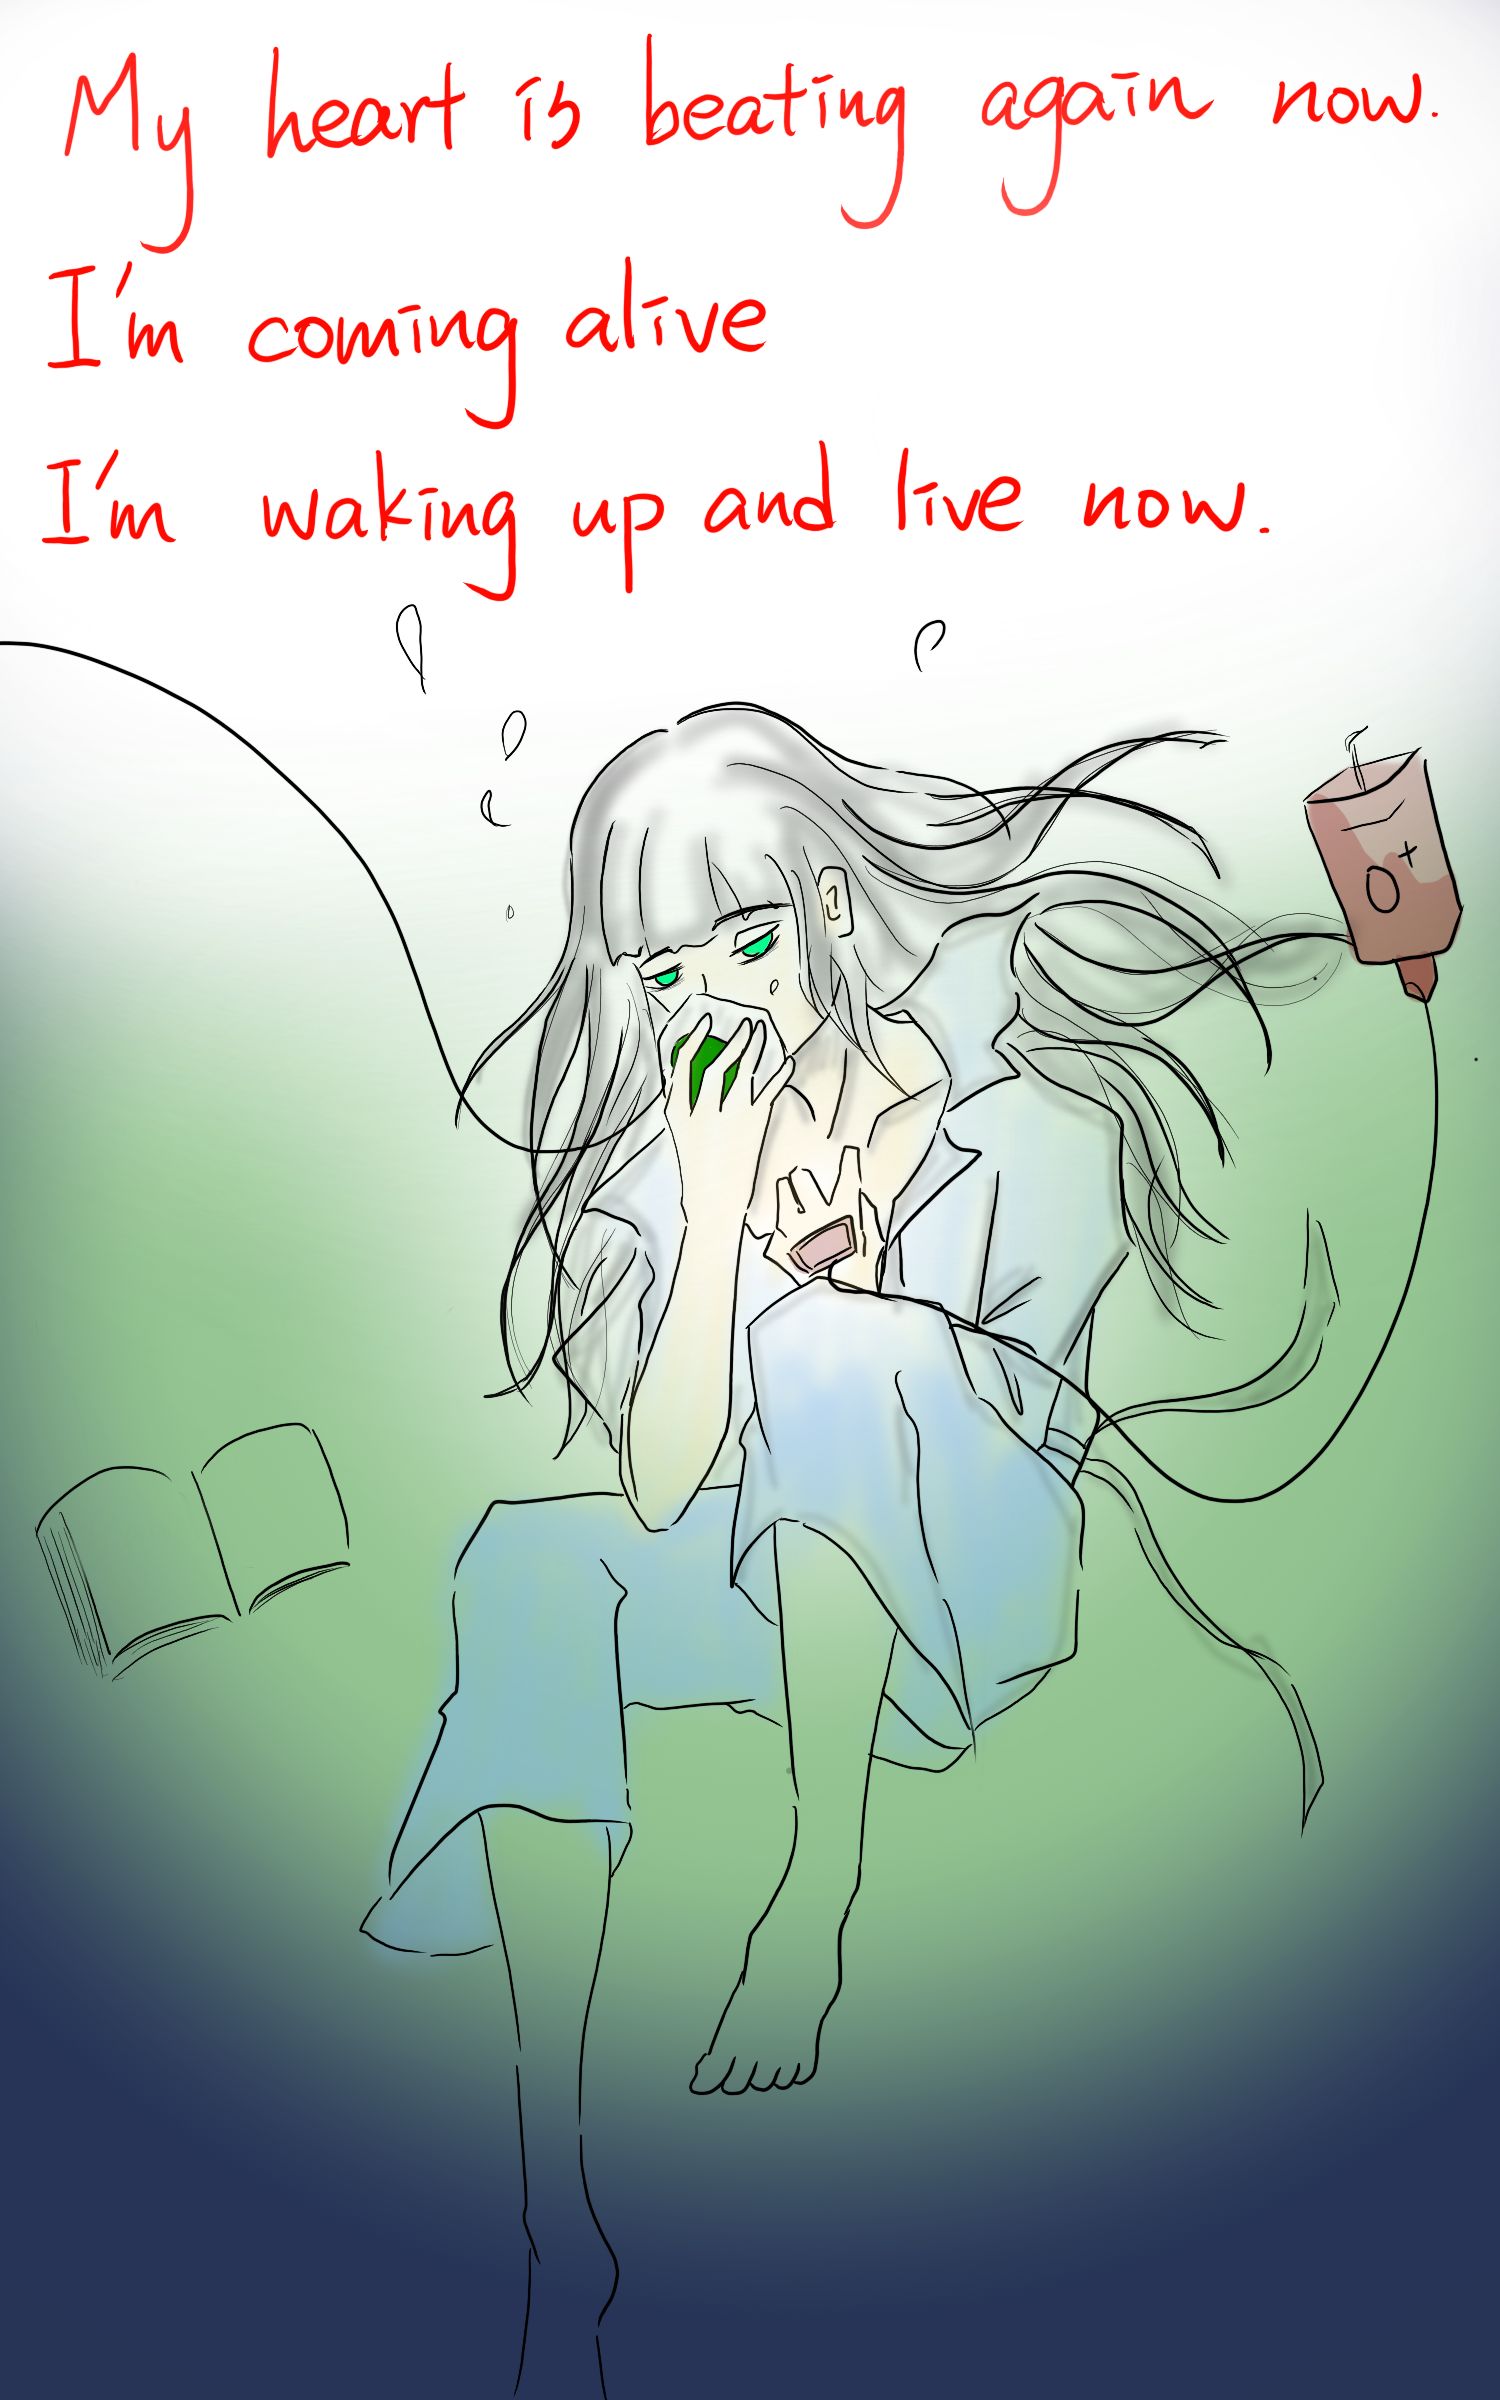 My heart is beating again now.
I'm coming alive
I'm waking up and live now.
O+